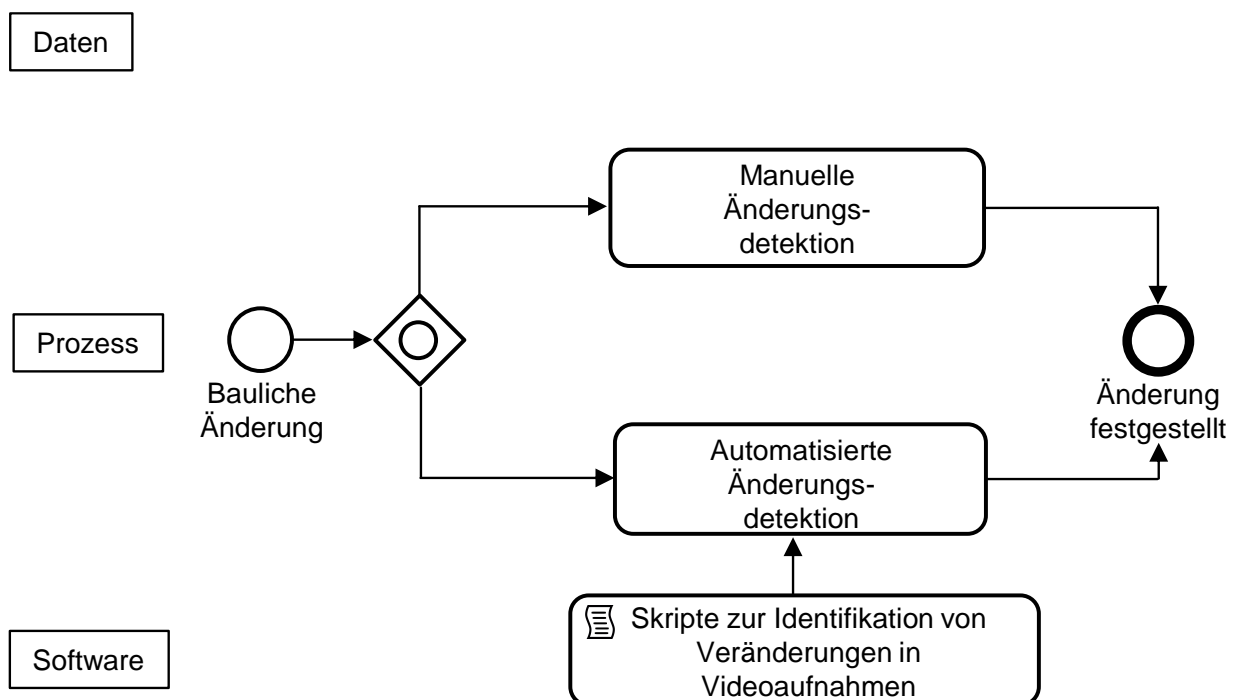 Daten
Manuelle
Änderungs-
detektion
Prozess
Bauliche
Änderung
Änderung
festgestellt
Automatisierte
Änderungs-
detektion
Software
Skripte zur Identifikation von
Veränderungen in
Videoaufnahmen